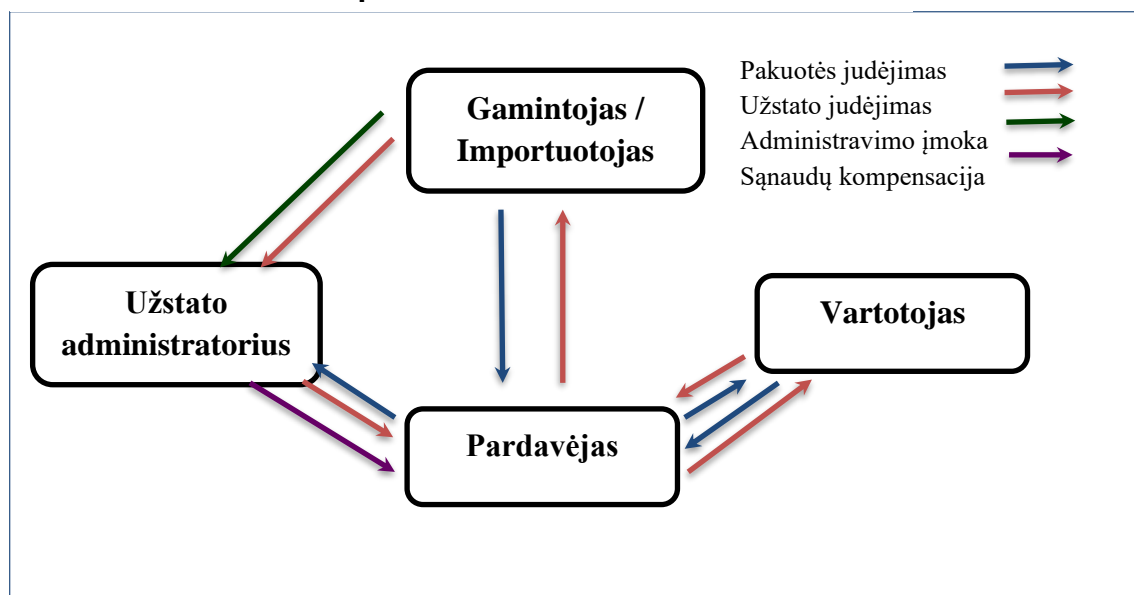 Gamintojas /
Importuotojas
Pakuotės judėjimas
Užstato judėjimas
Administravimo įmoka
Sąnaudų kompensacija
Užstato
administratorius
Vartotojas
Pardavėjas